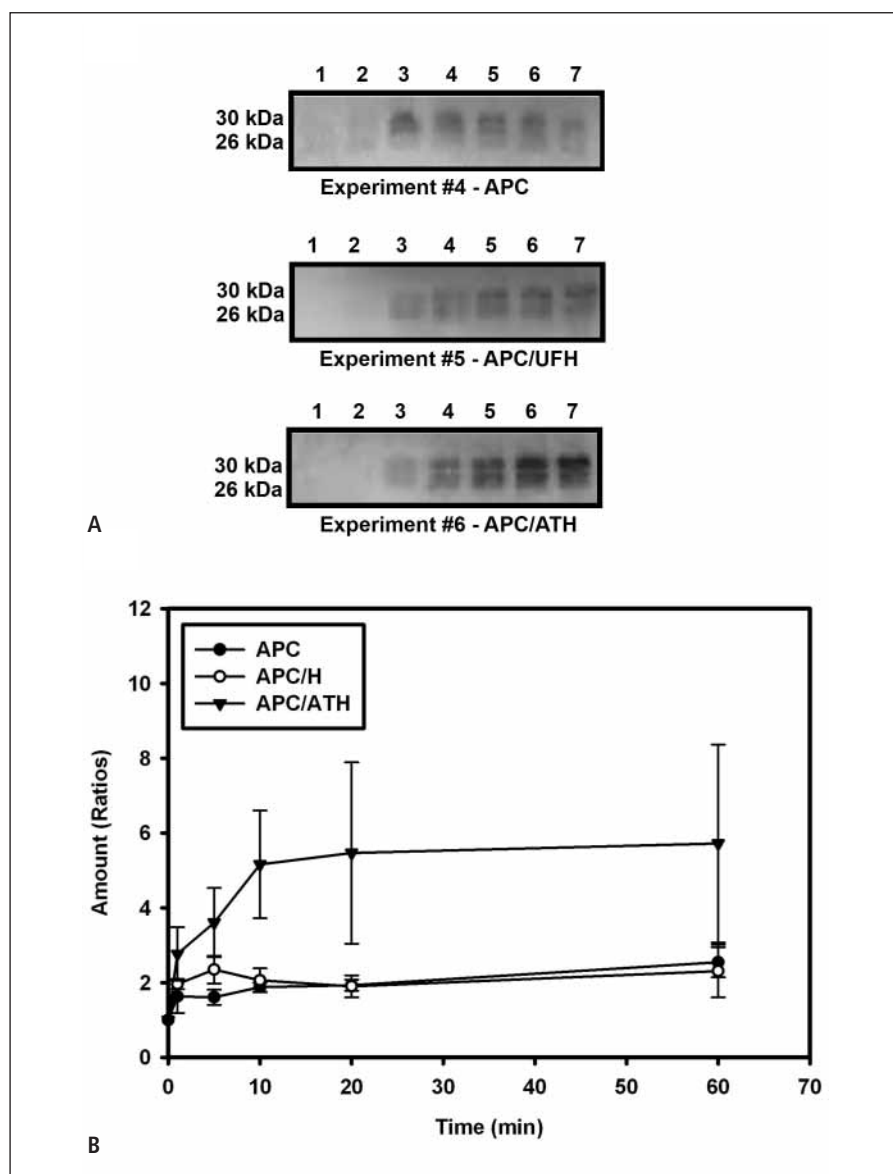 1 2 3 4 5 6 7
30 kDa
26 kDa
Experiment #4 - APC
1 2 3 4 5 6 7
30 kDa
26 kDa
Experiment #5 - APC/UFH
1 2 3 4 5 6 7
30 kDa
26 kDa
Experiment #6 - APC/ATH
A
12
10
8
6
4
2
0
Amount (Ratios)
APC
APC/H
APC/ATH
0 10 20 30 40 50 60 70
Time (min)
B